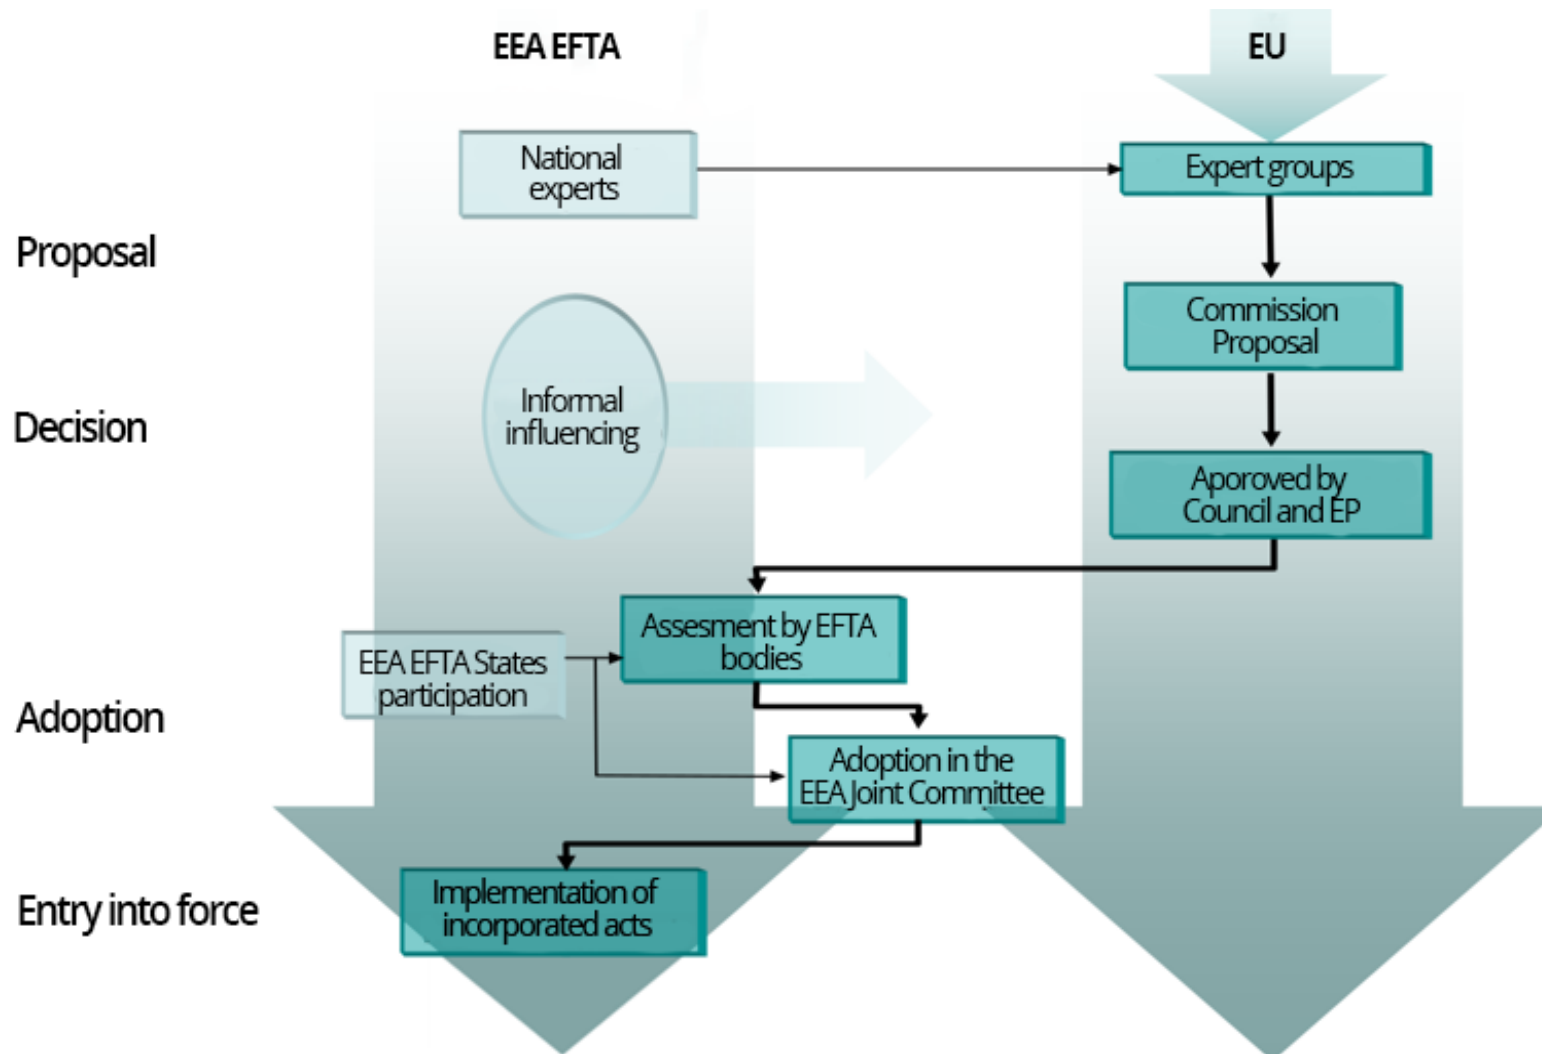 EEA EFTA
EU
National
experts
Expert groups
Proposal
Commission
Proposal
Informal
influencing
Decision
Aporoved by
Council and EP
Assesment by EFTA
bodies
EEA EFTA States
participation
Adoption
Adoption in the
EEA Joint Committee
Entry into force
Implementation of
incorporated acts